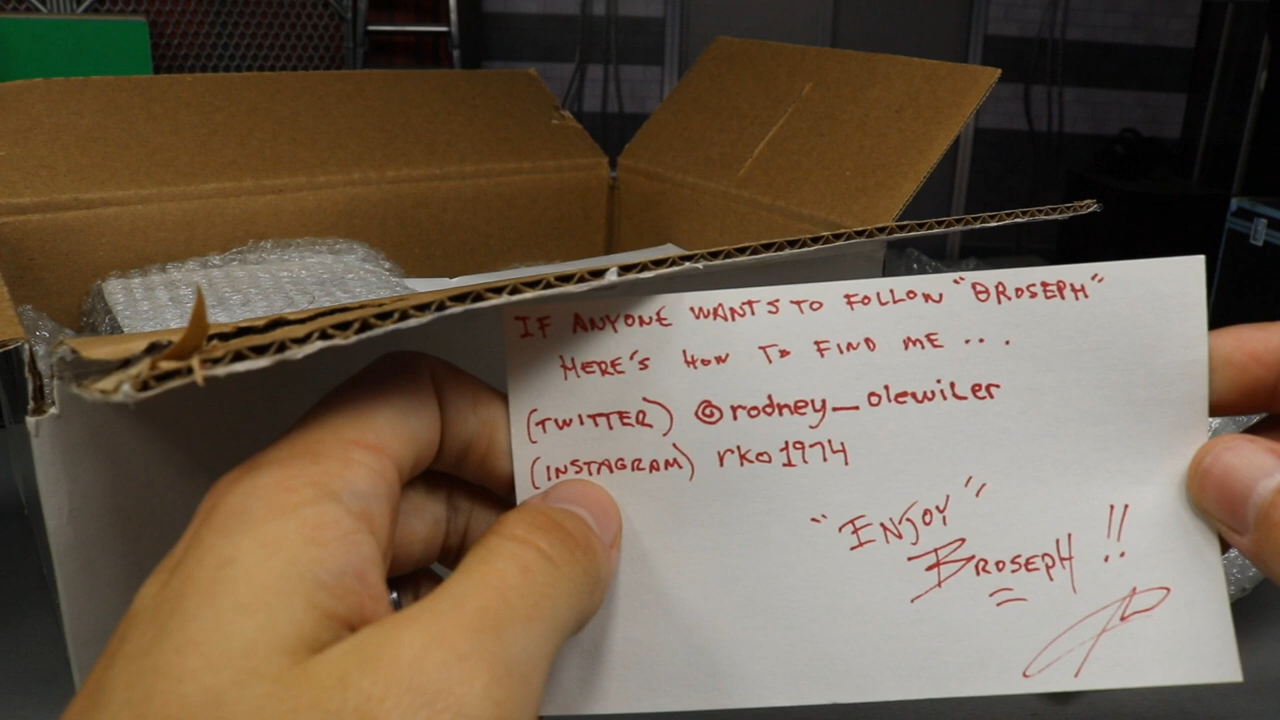 IF ANYONE WANTS TO FOLLOW "BROSEPH"
HERE'S HOW TO FIND ME ...
(TWITTER) @rodney_olewiler
(INSTAGRAM) rko1974
"ENJOY"
BROSEPH !!